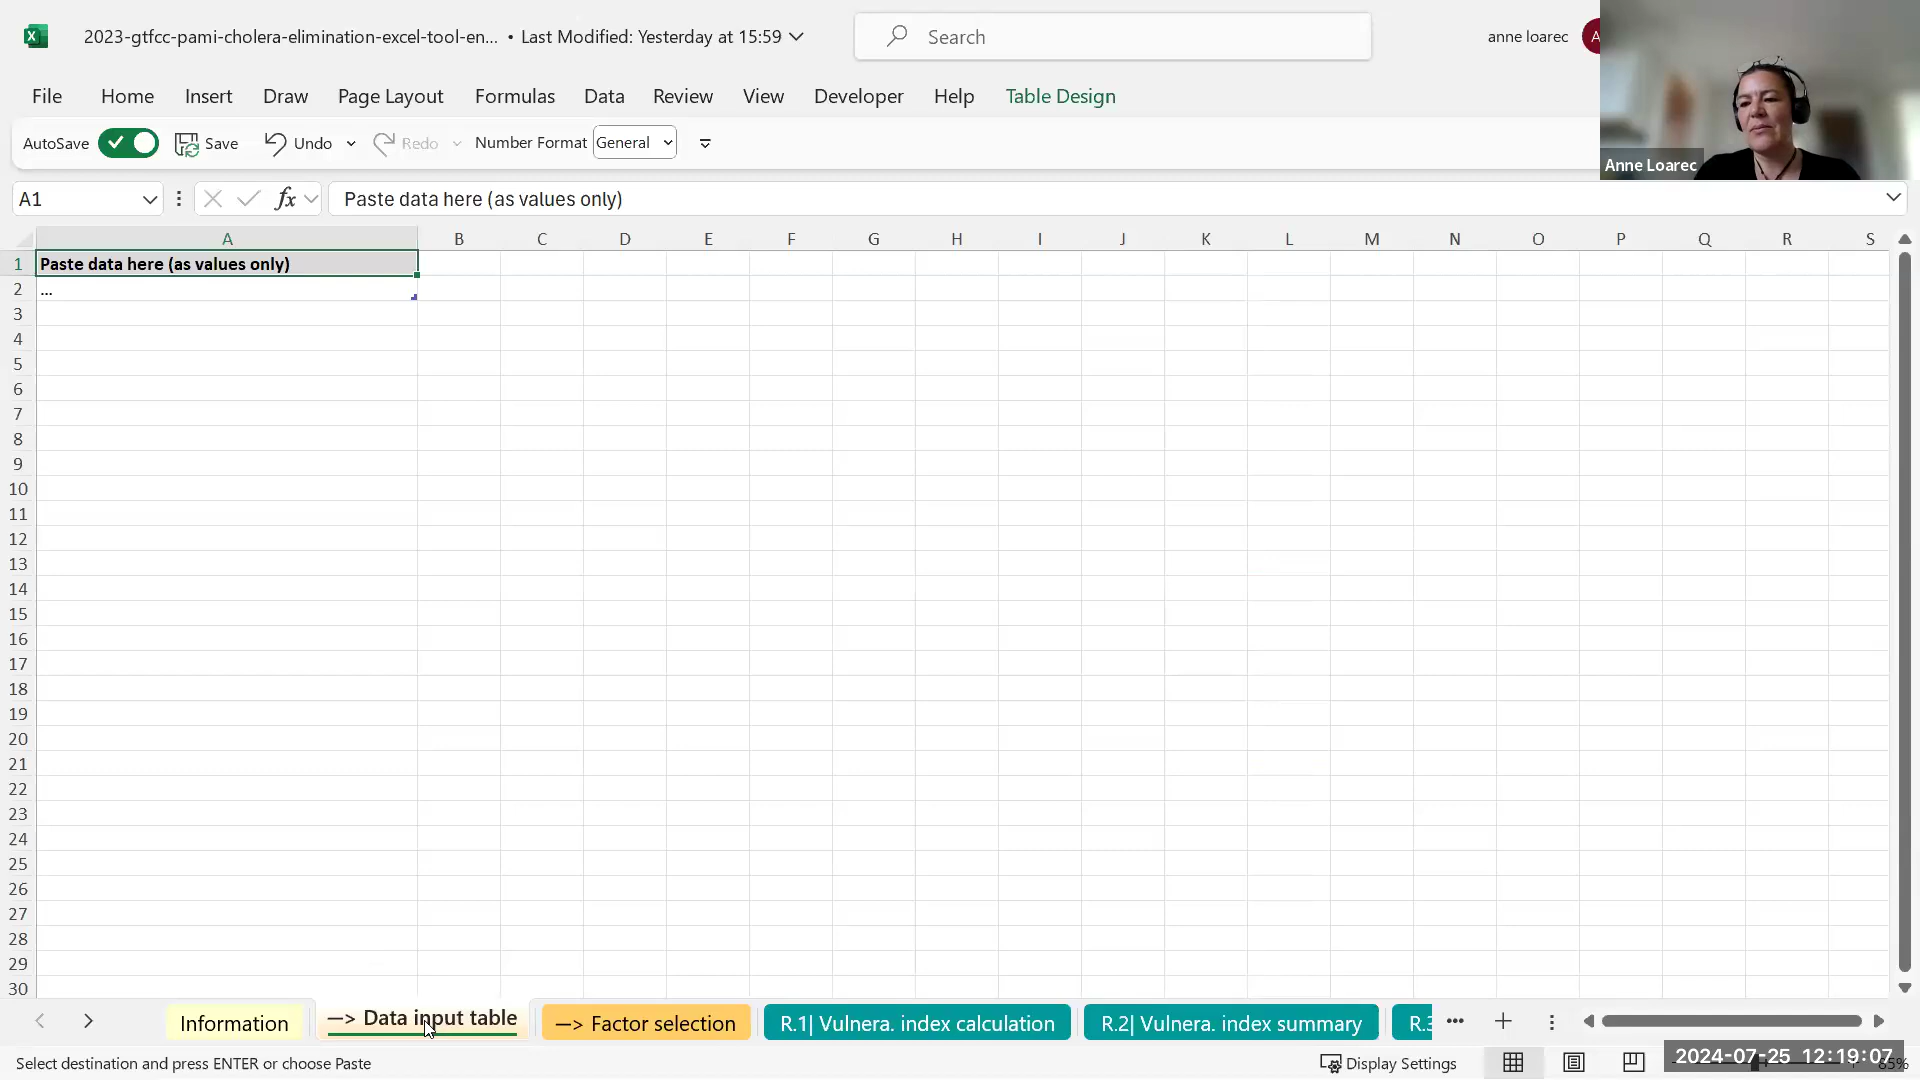 2023-gtfcc-pami-cholera-elimination-excel-tool-en... • Last Modified: Yesterday at 15:59
Search
anne loarec
A
File Home Insert Draw Page Layout Formulas Data Review View Developer Help Table Design
AutoSave Save Undo Redo Number Format General
Anne Loarec
A1 fx Paste data here (as values only)
A B C D E F G H I J K L M N O P Q R S
1 Paste data here (as values only)
2 ...
3
4
5
6
7
8
9
10
11
12
13
14
15
16
17
18
19
20
21
22
23
24
25
26
27
28
29
30
Information —> Data input table —> Factor selection R.1| Vulnera. index calculation R.2| Vulnera. index summary R.3 ...
Select destination and press ENTER or choose Paste
Display Settings
2024-07-25 12:19:07
85%